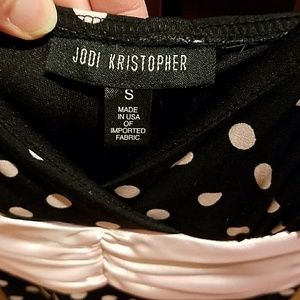 JODI KRISTOPHER
S
MADE
IN USA
OF
IMPORTED
FABRIC